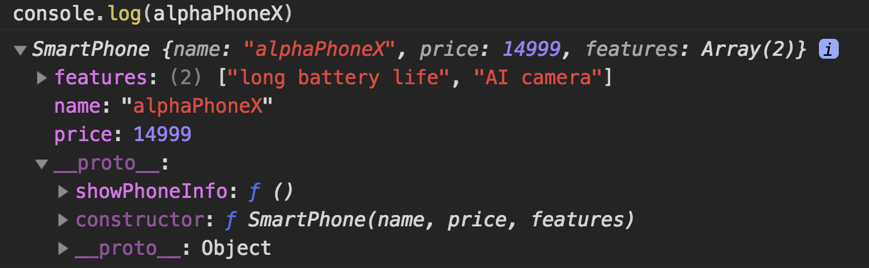 console.log(alphaPhoneX)
SmartPhone {name: "alphaPhoneX", price: 14999, features: Array(2)} i
features: (2) ["long battery life", "AI camera"]
name: "alphaPhoneX"
price: 14999
__proto__:
showPhoneInfo: ƒ ()
constructor: ƒ SmartPhone(name, price, features)
__proto__: Object